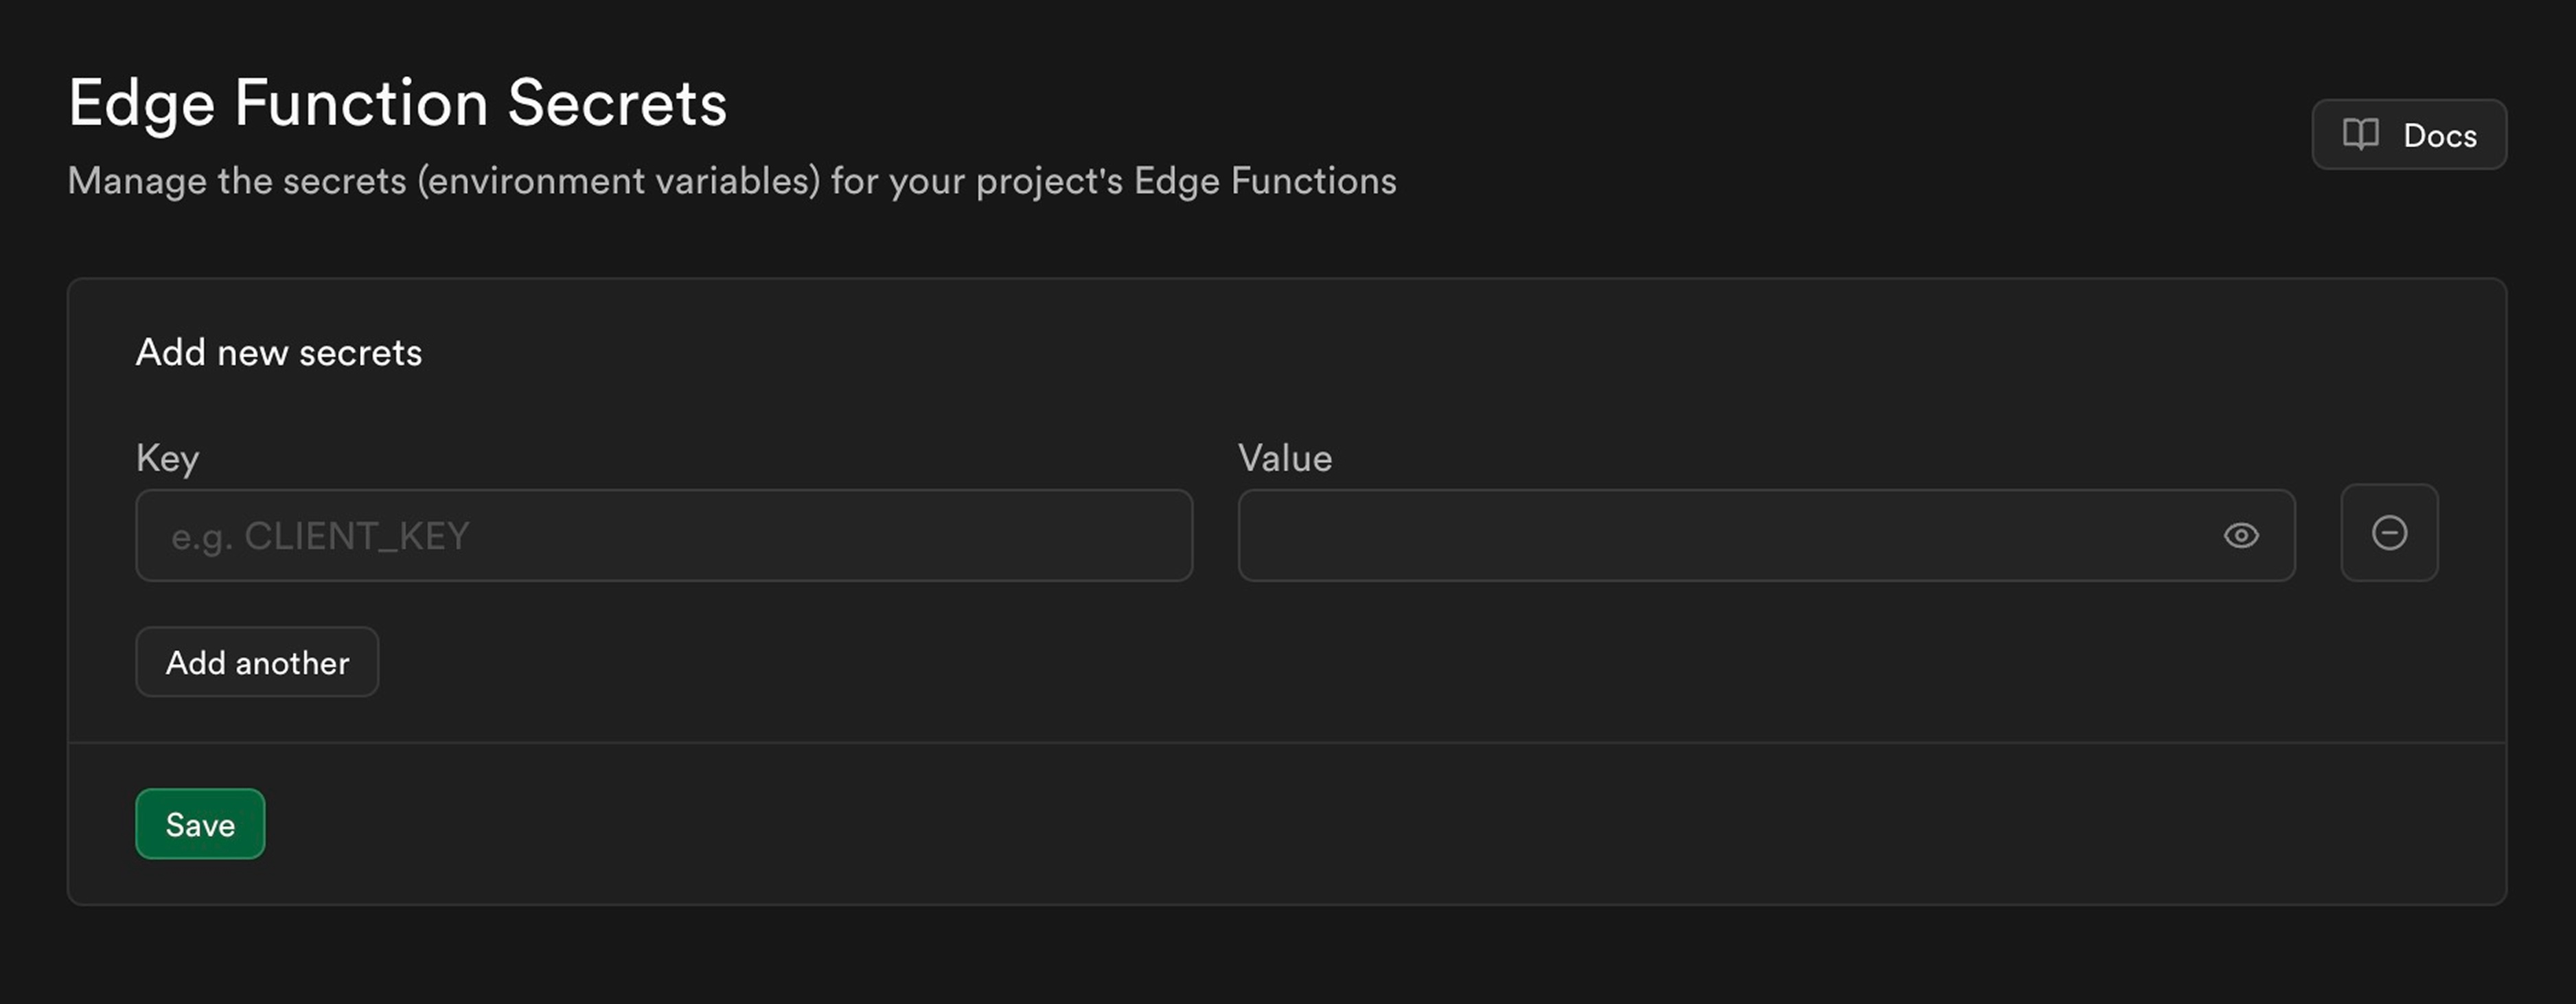 Edge Function Secrets
Manage the secrets (environment variables) for your project's Edge Functions
Docs
Add new secrets
Key
Value
e.g. CLIENT_KEY
Add another
Save